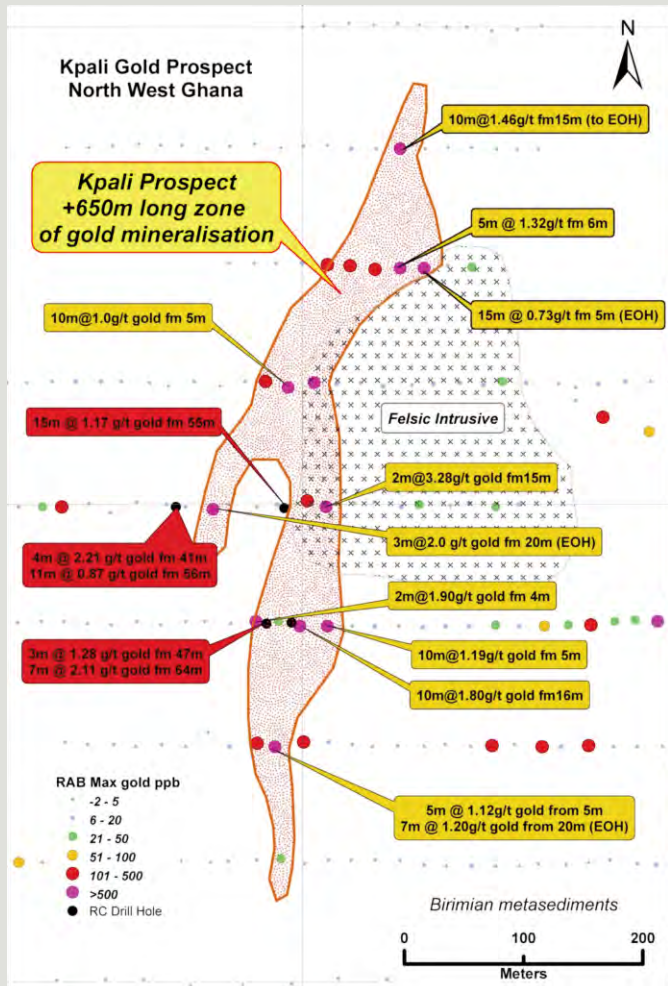 Kpali Gold Prospect
North West Ghana
N
10m@1.46g/t fm15m (to EOH)
Kpali Prospect
+650m long zone
of gold mineralisation
5m @ 1.32g/t fm 6m
15m @ 0.73g/t fm 5m (EOH)
10m@1.0g/t gold fm 5m
Felsic Intrusive
15m @ 1.17 g/t gold fm 55m
2m@3.28g/t gold fm15m
3m@2.0 g/t gold fm 20m (EOH)
4m @ 2.21 g/t gold fm 41m
11m @ 0.87 g/t gold fm 56m
2m@1.90g/t gold fm 4m
3m @ 1.28 g/t gold fm 47m
7m @ 2.11 g/t gold fm 64m
10m@1.19g/t gold fm 5m
10m@1.80g/t gold fm16m
5m @ 1.12g/t gold from 5m
7m @ 1.20g/t gold from 20m (EOH)
RAB Max gold ppb
-2 - 5
6 - 20
21 - 50
51 - 100
101 - 500
>500
RC Drill Hole
Birimian metasediments
0 100 200
Meters